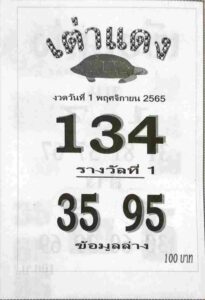 เต่าแดง
งวดวันที่ 1 พฤศจิกายน 2565
134
รางวัลที่ 1
35 95
ข้อมูลล่าง
100 บาท